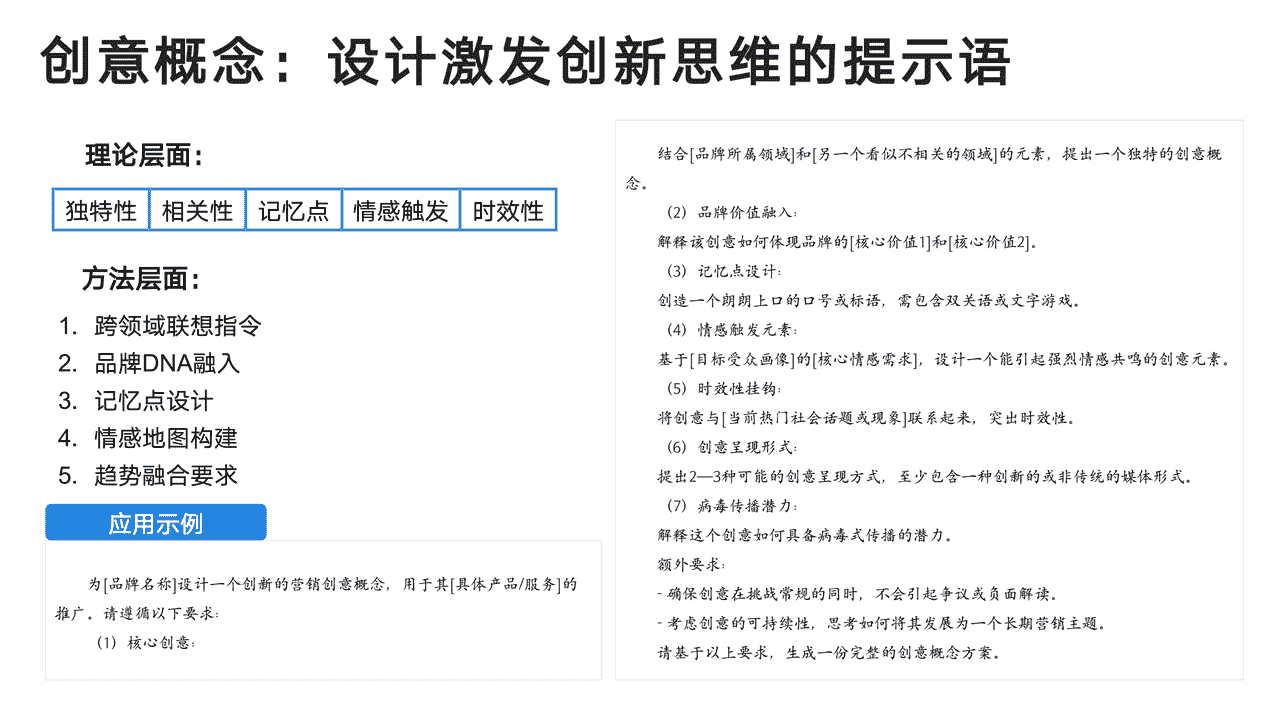 创意概念：设计激发创新思维的提示语
理论层面：
独特性 相关性 记忆点 情感触发 时效性
方法层面：
1. 跨领域联想指令
2. 品牌DNA融入
3. 记忆点设计
4. 情感地图构建
5. 趋势融合要求
应用示例
为[品牌名称]设计一个创新的营销创意概念，用于其[具体产品/服务]的
推广。请遵循以下要求：
（1）核心创意：
结合[品牌所属领域]和[另一个看似不相关的领域]的元素，提出一个独特的创意概
念。
（2）品牌价值融入：
解释该创意如何体现品牌的[核心价值1]和[核心价值2]。
（3）记忆点设计：
创造一个朗朗上口的口号或标语，需包含双关语或文字游戏。
（4）情感触发元素：
基于[目标受众画像]的[核心情感需求]，设计一个能引起强烈情感共鸣的创意元素。
（5）时效性挂钩：
将创意与[当前热门社会话题或现象]联系起来，突出时效性。
（6）创意呈现形式：
提出2—3种可能的创意呈现方式，至少包含一种创新的或非传统的媒体形式。
（7）病毒传播潜力：
解释这个创意如何具备病毒式传播的潜力。
额外要求：
- 确保创意在挑战常规的同时，不会引起争议或负面解读。
- 考虑创意的可持续性，思考如何将其发展为一个长期营销主题。
请基于以上要求，生成一份完整的创意概念方案。